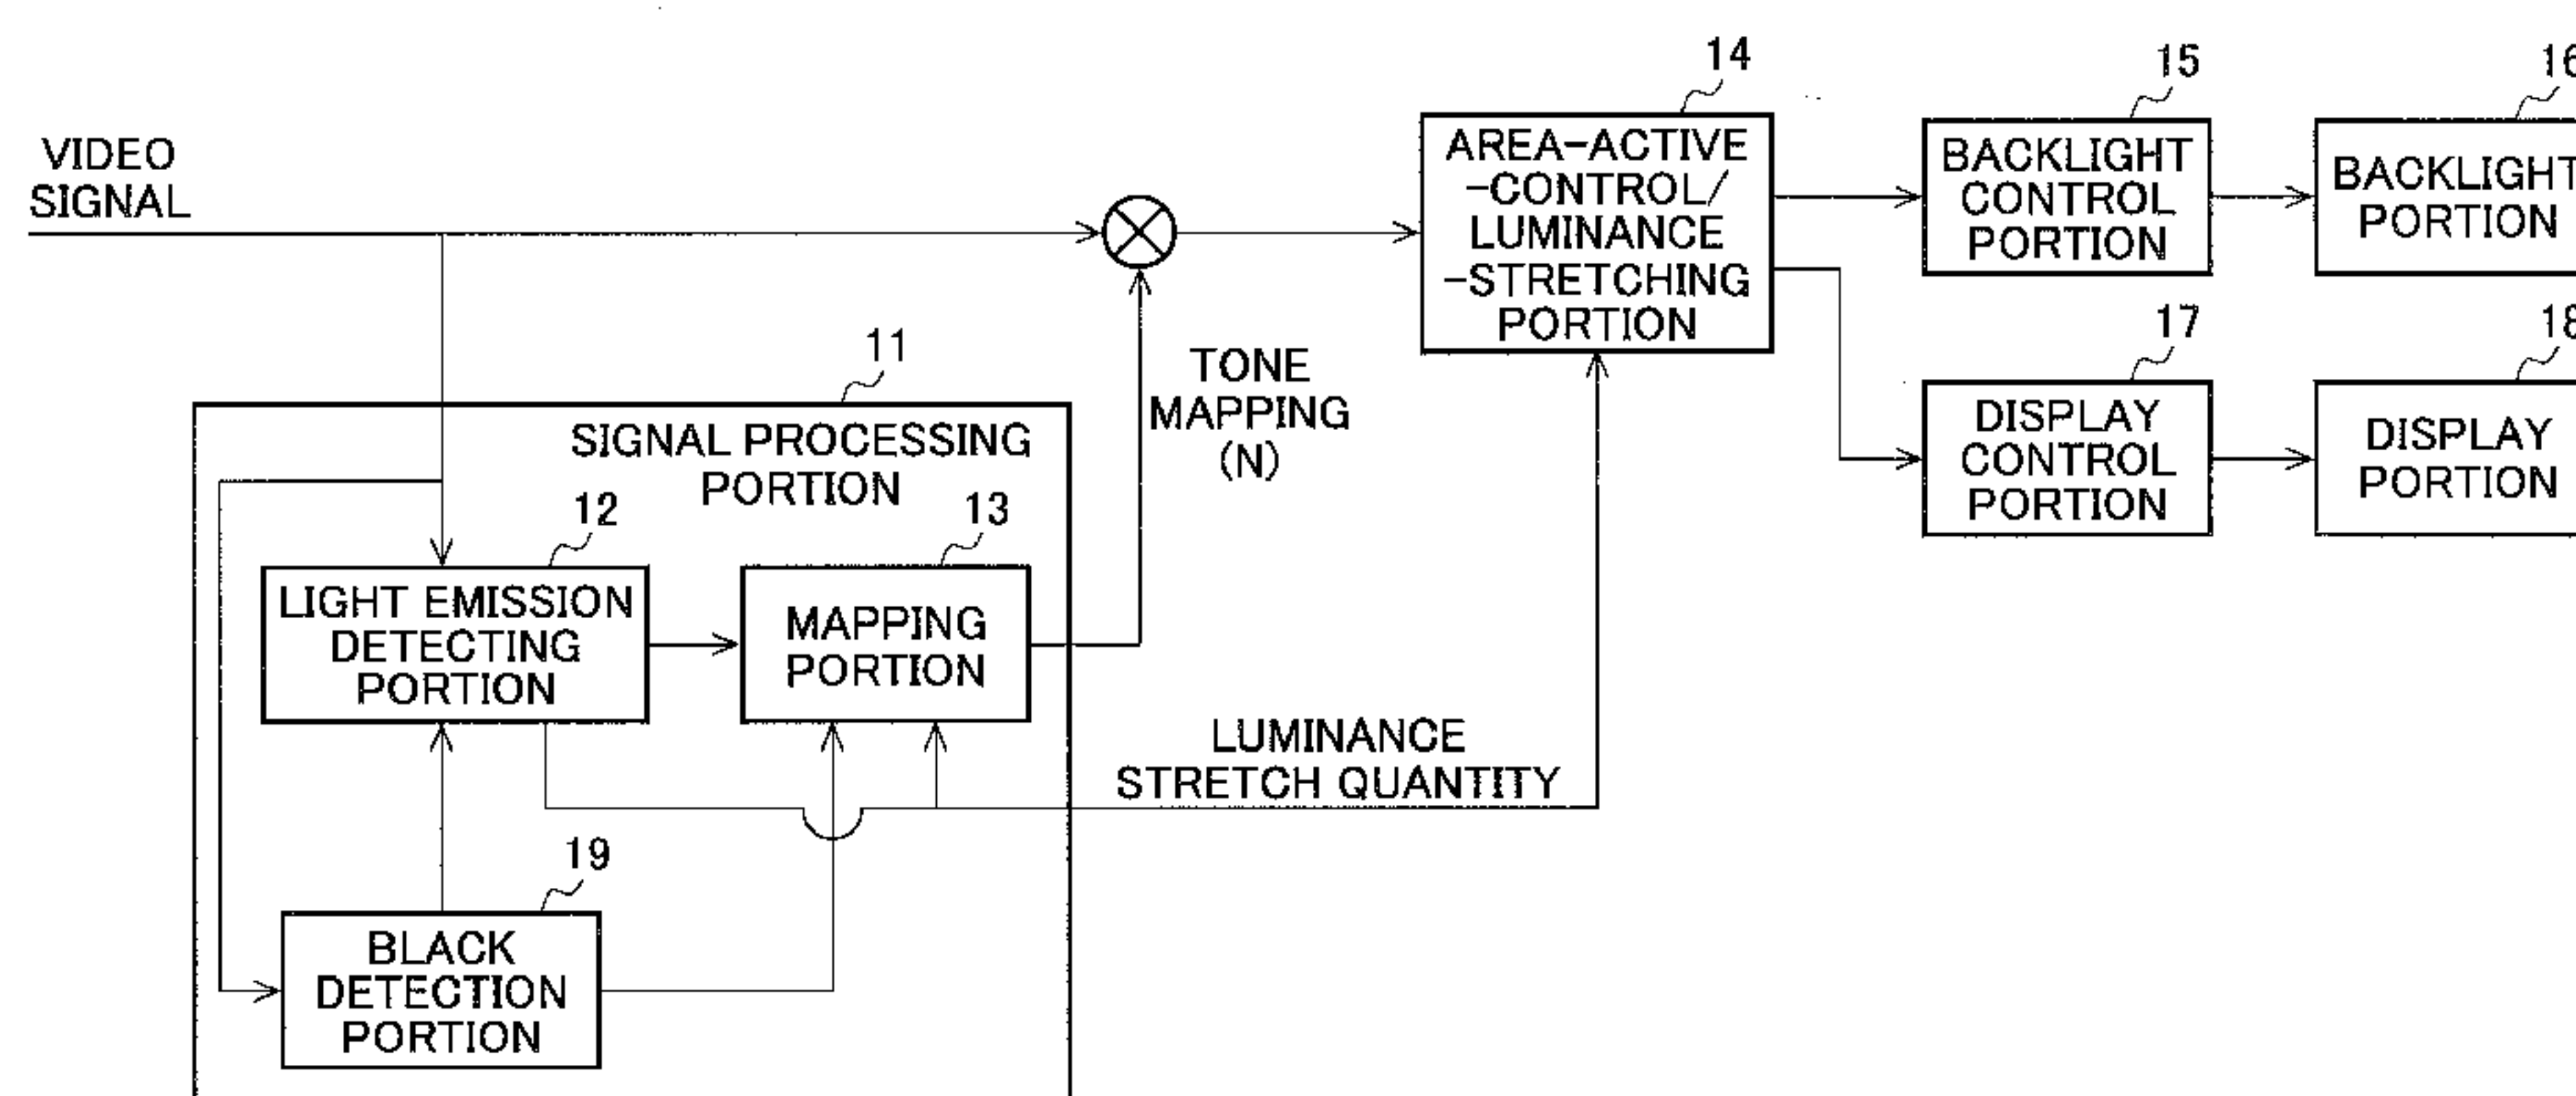 14
15
16
VIDEO
SIGNAL
AREA-ACTIVE
-CONTROL/
LUMINANCE
-STRETCHING
PORTION
BACKLIGHT
CONTROL
PORTION
BACKLIGHT
PORTION
17
18
DISPLAY
CONTROL
PORTION
DISPLAY
PORTION
TONE
MAPPING
(N)
11
SIGNAL PROCESSING
PORTION
12
13
LIGHT EMISSION
DETECTING
PORTION
MAPPING
PORTION
LUMINANCE
STRETCH QUANTITY
19
BLACK
DETECTION
PORTION